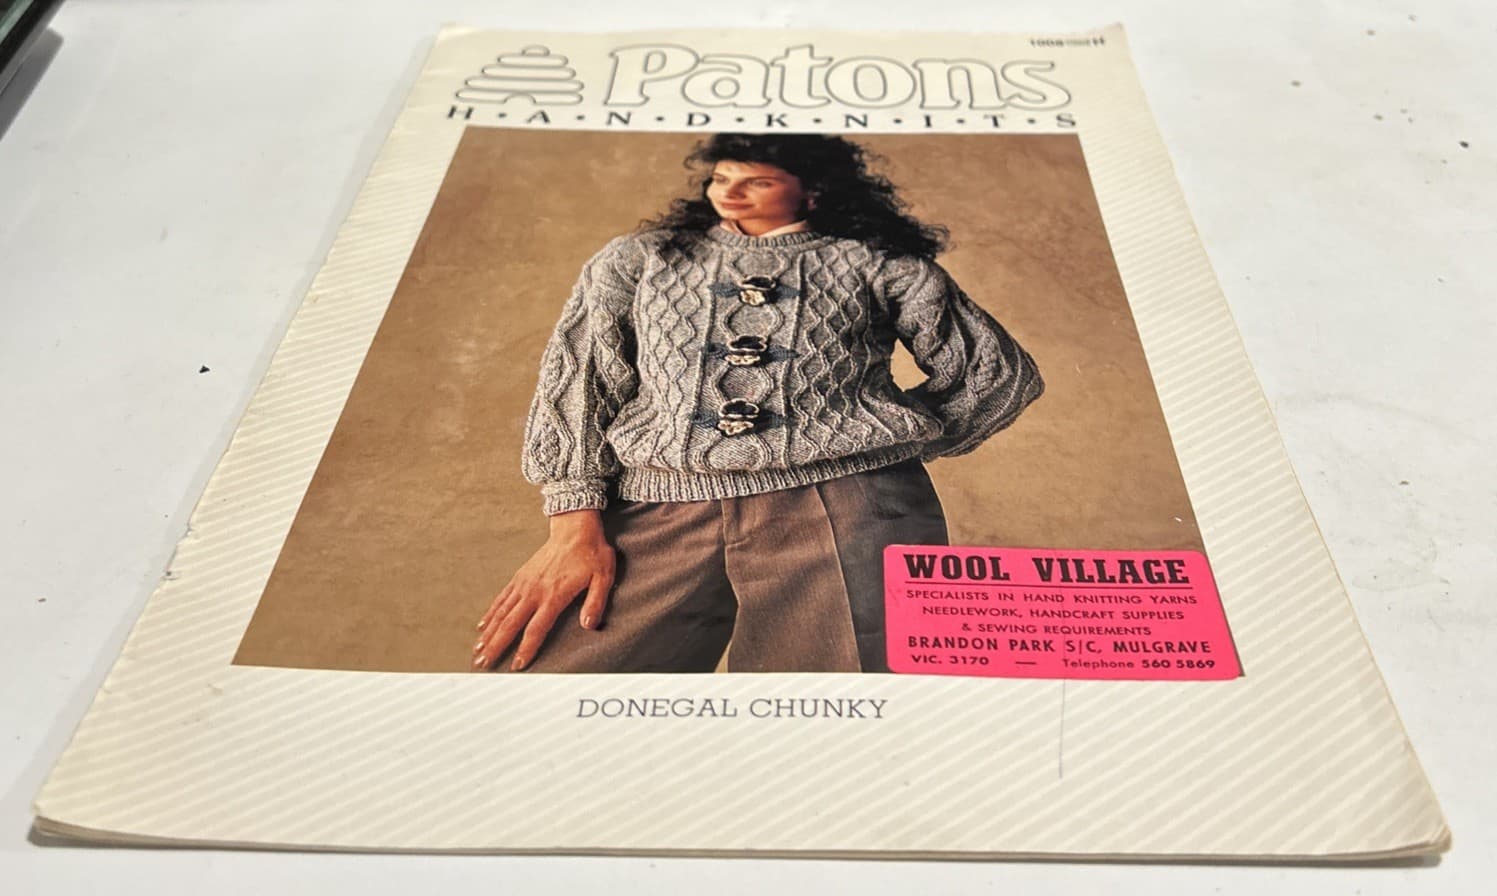 Patons
H•A•N•D•K•N•I•T•S
WOOL VILLAGE
SPECIALISTS IN HAND KNITTING YARNS
NEEDLEWORK, HANDCRAFT SUPPLIES
& SEWING REQUIREMENTS
BRANDON PARK S/C, MULGRAVE
VIC. 3170 — Telephone 560 5869
DONEGAL CHUNKY